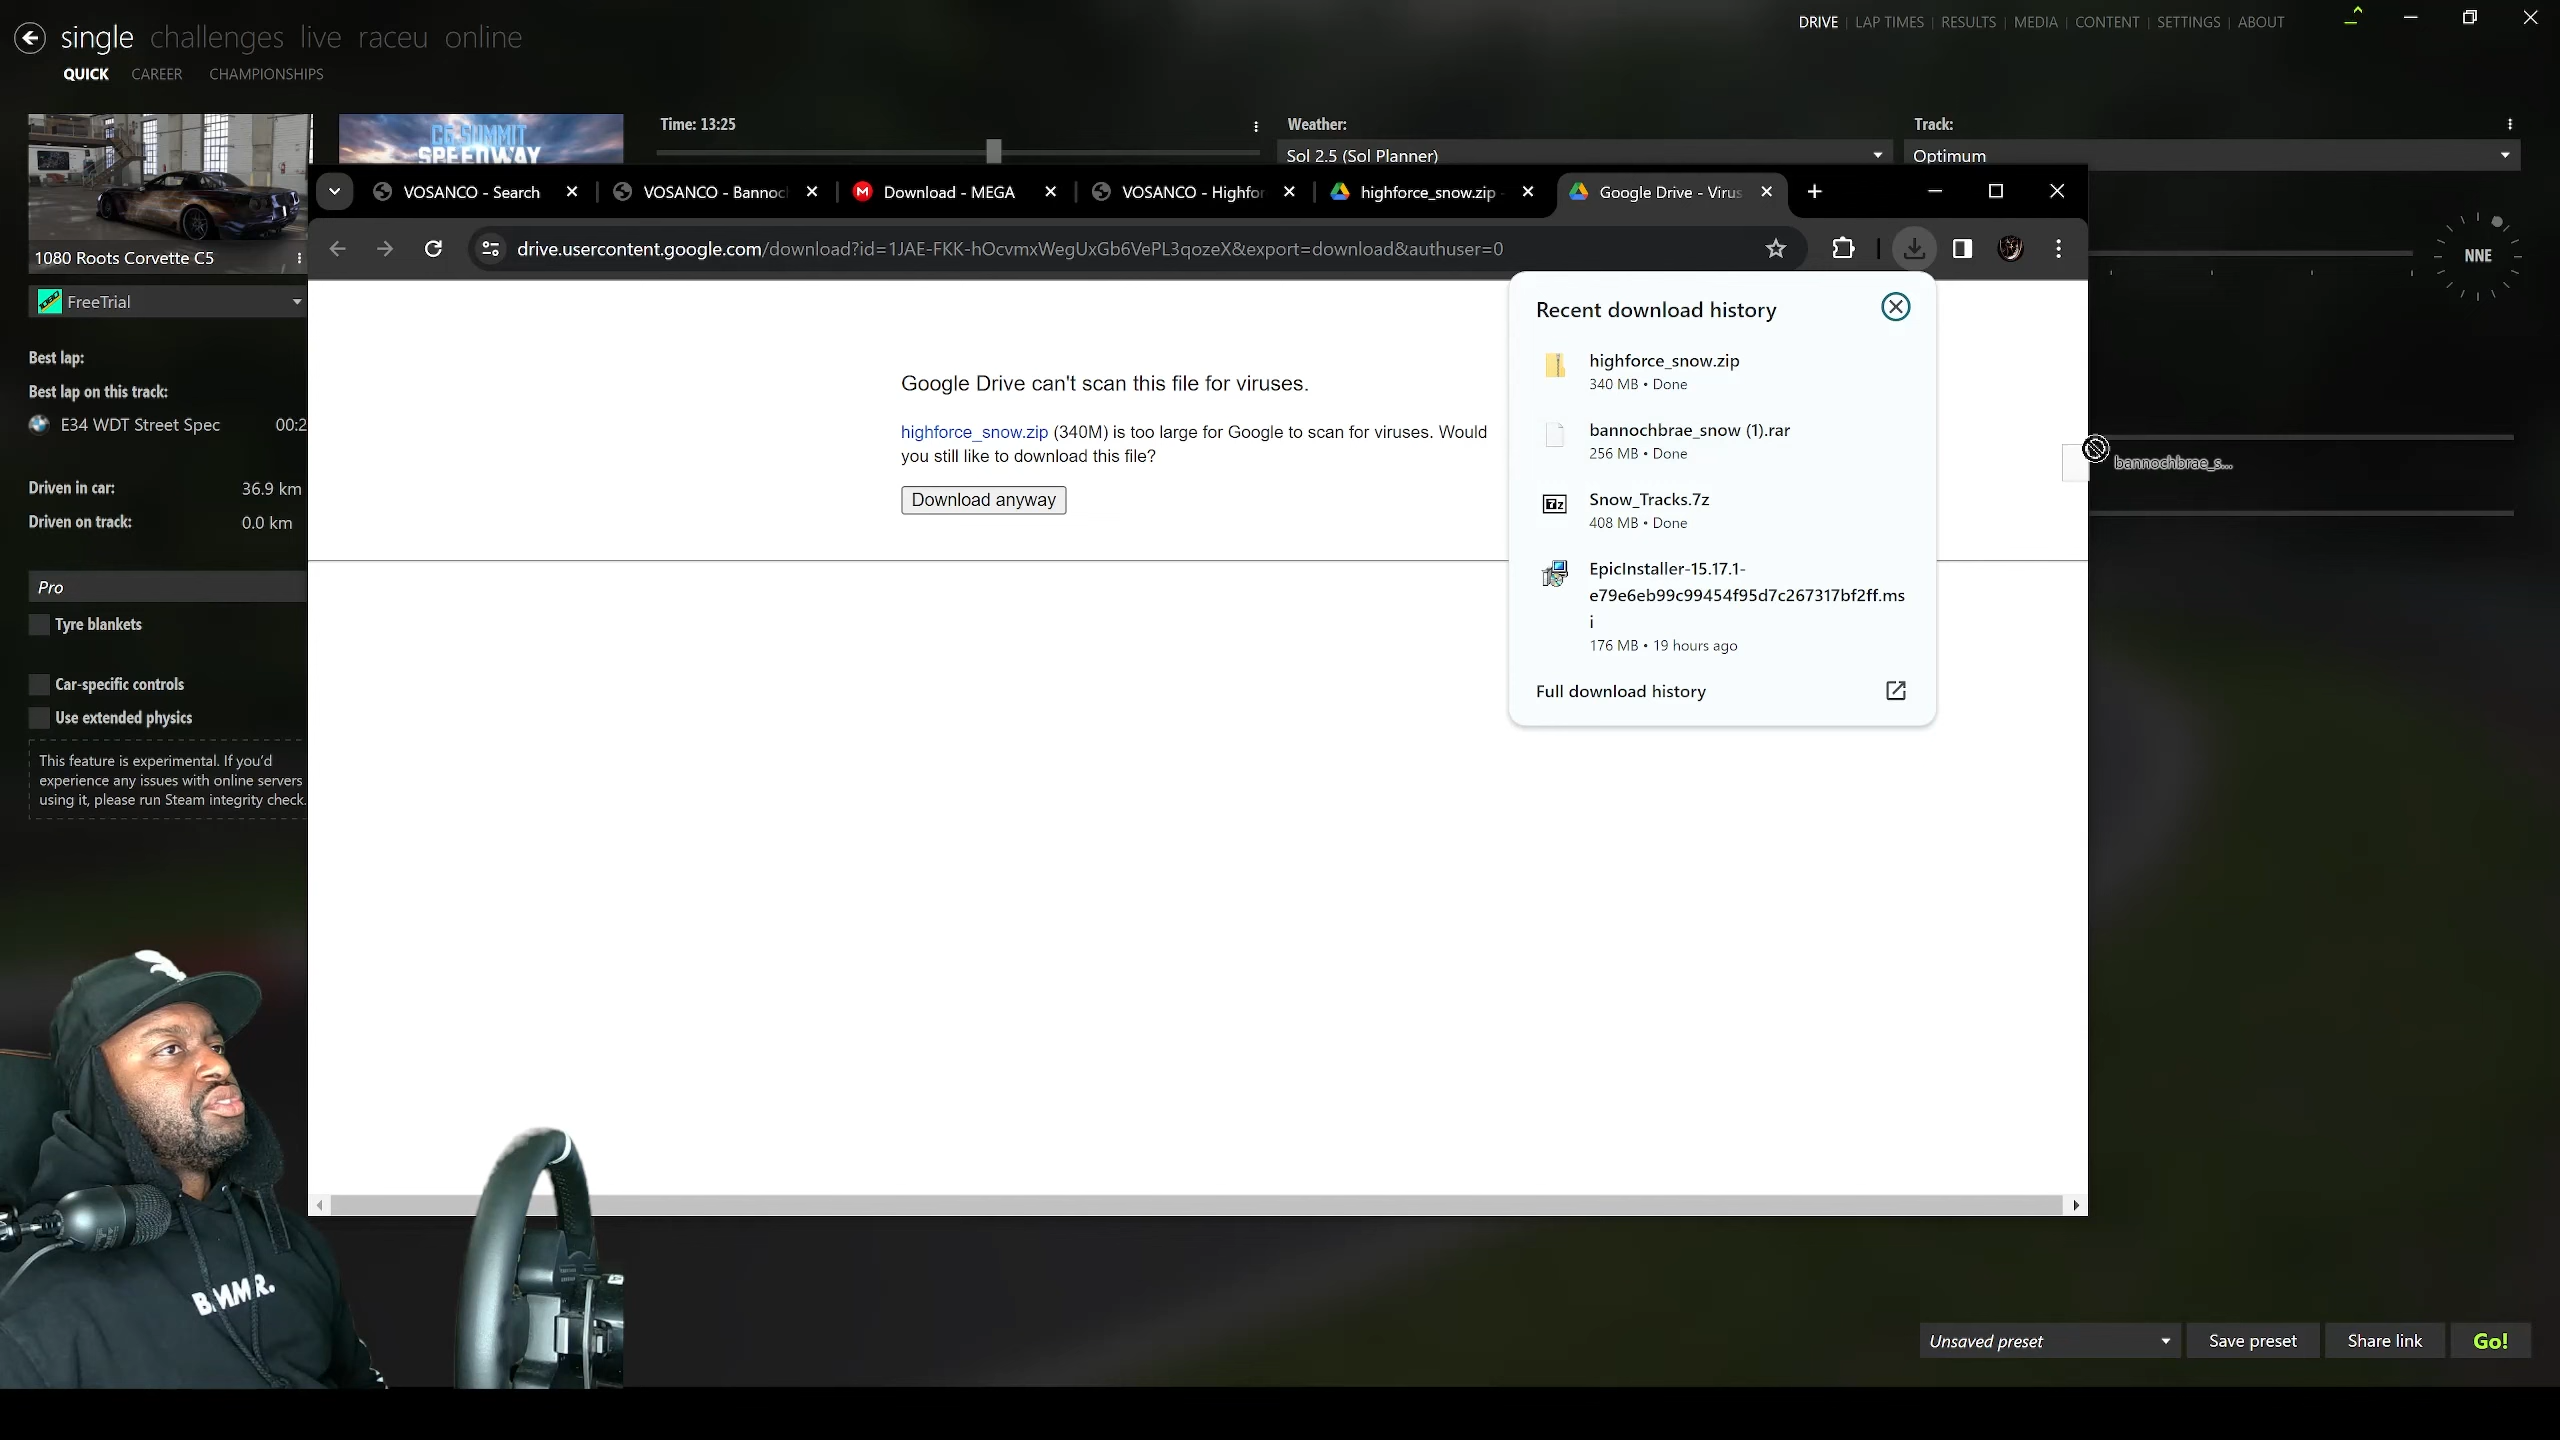 single challenges live raceu online
DRIVE | LAP TIMES | RESULTS | MEDIA | CONTENT | SETTINGS | ABOUT
QUICK CAREER CHAMPIONSHIPS
C6 SUMMIT
SPEEDWAY
Time: 13:25
Weather:
Track:
Sol 2.5 (Sol Planner)
Optimum
1080 Roots Corvette C5
FreeTrial
NNE
Best lap:
Best lap on this track:
E34 WDT Street Spec 00:2
Driven in car: 36.9 km
Driven on track: 0.0 km
Pro
Tyre blankets
Car-specific controls
Use extended physics
This feature is experimental. If you'd
experience any issues with online servers
using it, please run Steam integrity check.
VOSANCO - Search
VOSANCO - Bannoc
Download - MEGA
VOSANCO - Highfor
highforce_snow.zip -
Google Drive - Virus
drive.usercontent.google.com/download?id=1JAE-FKK-hOcvmxWegUxGb6VePL3qozeX&export=download&authuser=0
Google Drive can't scan this file for viruses.
highforce_snow.zip (340M) is too large for Google to scan for viruses. Would
you still like to download this file?
Download anyway
Recent download history
highforce_snow.zip
340 MB • Done
bannochbrae_snow (1).rar
256 MB • Done
7z
Snow_Tracks.7z
408 MB • Done
EpicInstaller-15.17.1-
e79e6eb99c99454f95d7c267317bf2ff.ms
i
176 MB • 19 hours ago
Full download history
bannochbrae_s...
Unsaved preset
Save preset
Share link
Go!